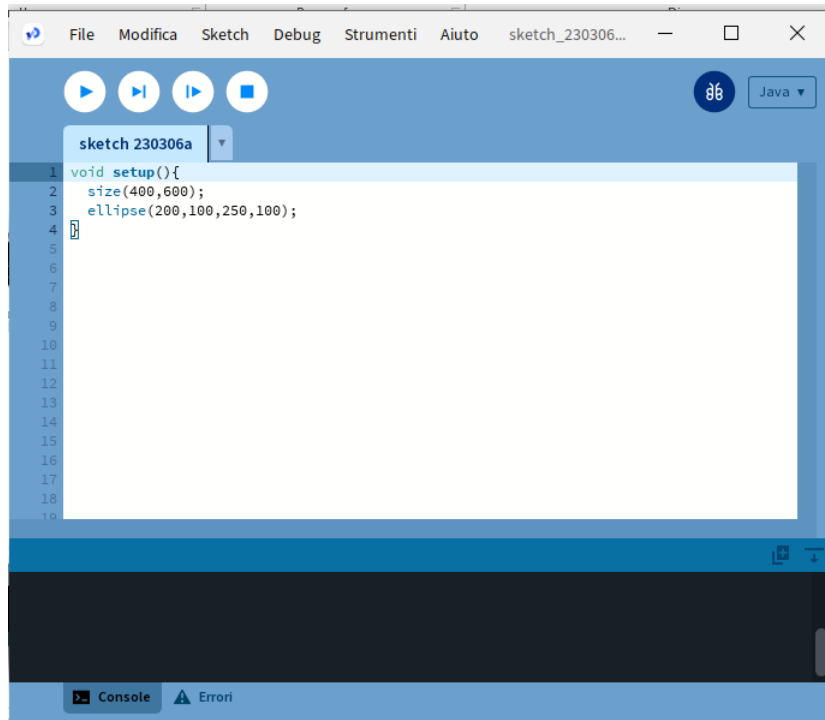 File Modifica Sketch Debug Strumenti Aiuto sketch_230306...
Java ▼
sketch 230306a ▼
1 void setup(){
2 size(400,600);
3 ellipse(200,100,250,100);
4 }
5
6
7
8
9
10
11
12
13
14
15
16
17
18
19
Console Errori